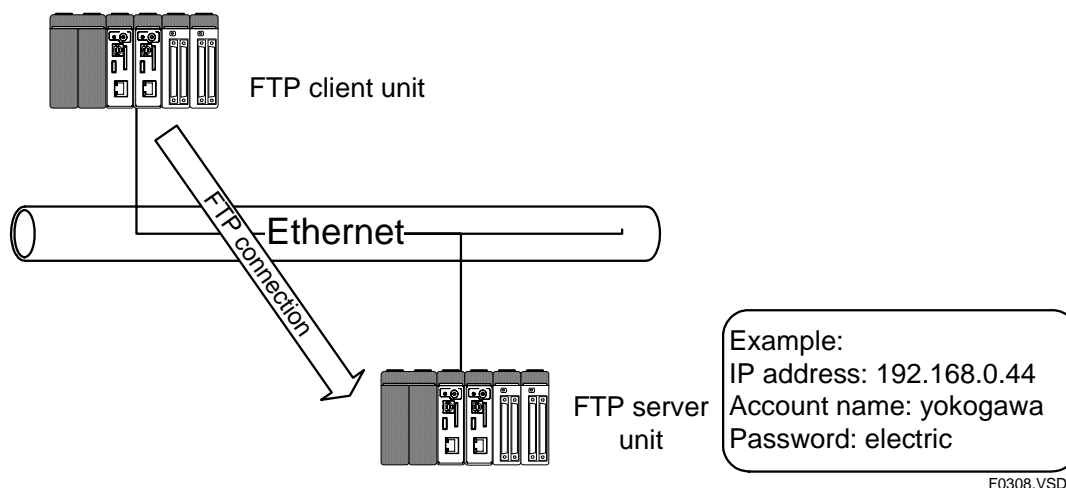 FTP client unit
FTP connection
Ethernet
FTP server
unit
Example:
IP address: 192.168.0.44
Account name: yokogawa
Password: electric
F0308.VSD